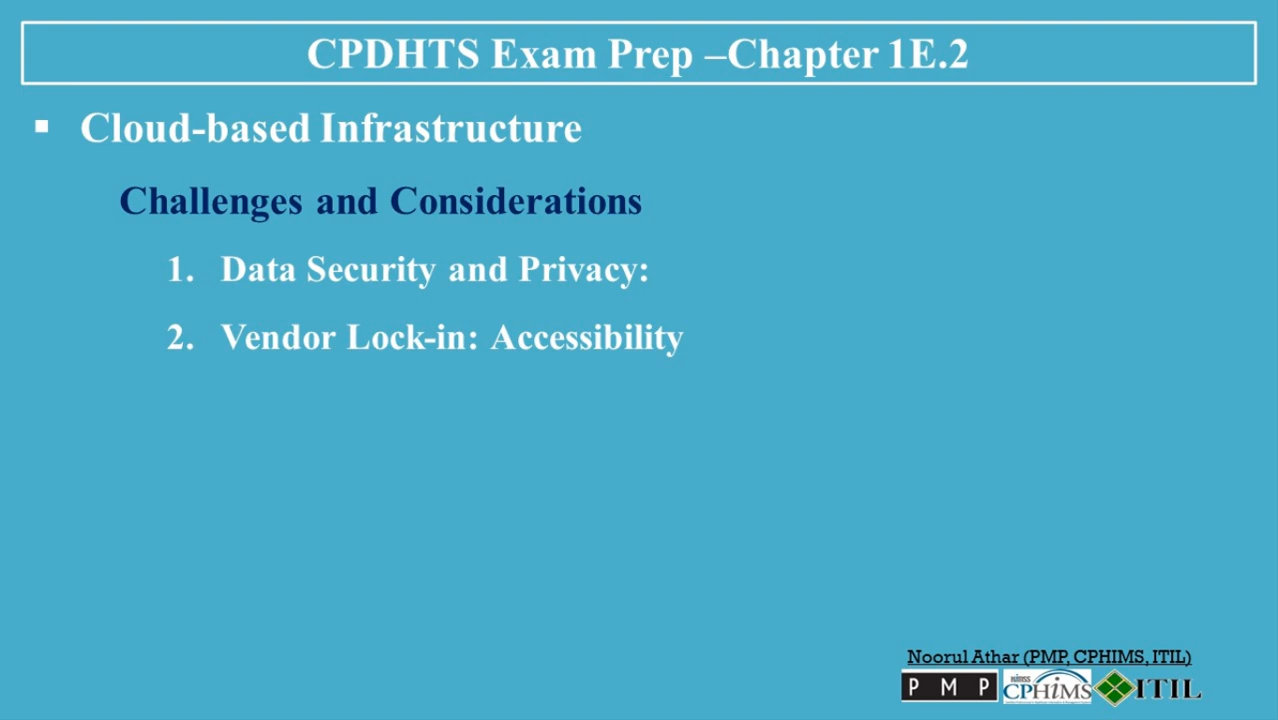 CPDHTS Exam Prep –Chapter 1E.2
▪ Cloud-based Infrastructure
Challenges and Considerations
1. Data Security and Privacy:
2. Vendor Lock-in: Accessibility
Noorul Athar (PMP, CPHIMS, ITIL)
P M P
himss
CPHIMS
ITIL